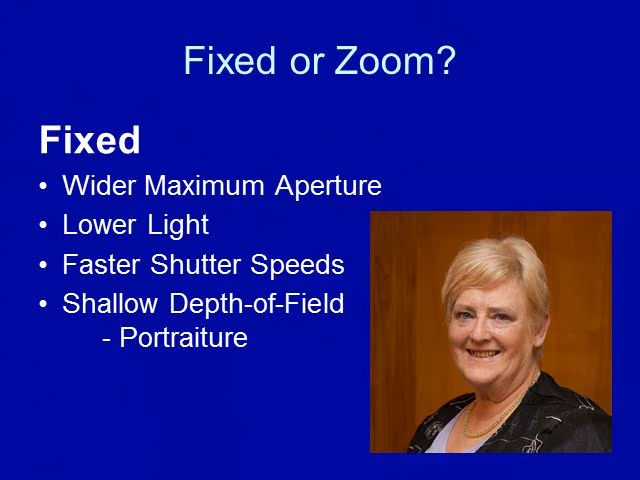 Fixed or Zoom?
Fixed
• Wider Maximum Aperture
• Lower Light
• Faster Shutter Speeds
• Shallow Depth-of-Field
- Portraiture